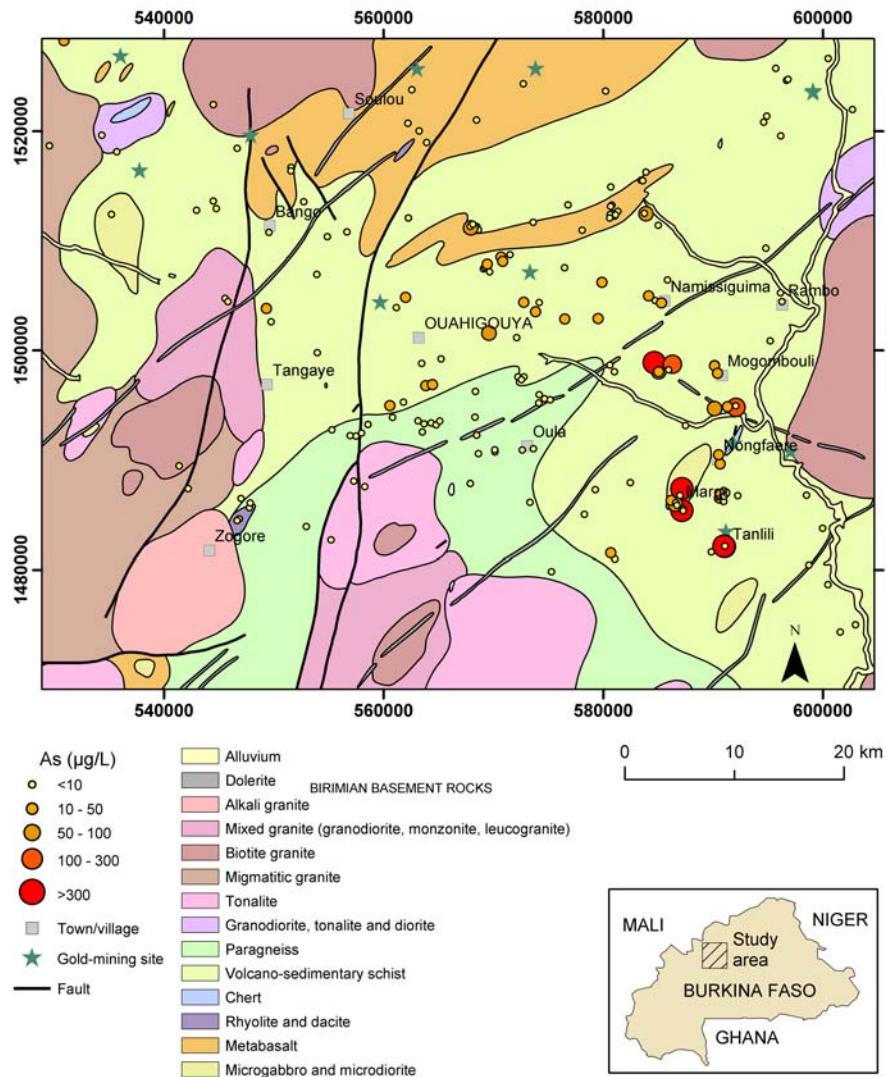 540000 560000 580000 600000
1520000
1500000
1480000
Soulou
Bango
Namissiguima
Rambo
OUAHIGOUYA
Tangaye
Mogombouli
Oula
Nongfaere
Margo
Zogore
Tanlili
N
540000 560000 580000 600000
As (µg/L)
<10
10 - 50
50 - 100
100 - 300
>300
Town/village
Gold-mining site
Fault
Alluvium
Dolerite
BIRIMIAN BASEMENT ROCKS
Alkali granite
Mixed granite (granodiorite, monzonite, leucogranite)
Biotite granite
Migmatitic granite
Tonalite
Granodiorite, tonalite and diorite
Paragneiss
Volcano-sedimentary schist
Chert
Rhyolite and dacite
Metabasalt
Microgabbro and microdiorite
0 10 20 km
MALI
NIGER
Study
area
BURKINA FASO
GHANA